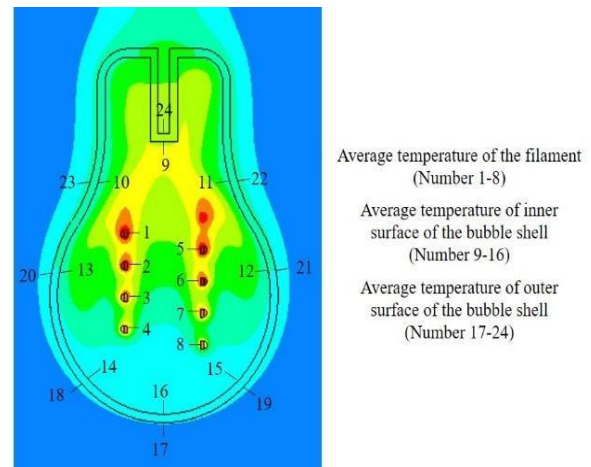 24
9
23 10 11 22
1
5
2
20 13 12 21
6
3
7
4
8
14 15
16
18 19
17
Average temperature of the filament
(Number 1-8)
Average temperature of inner
surface of the bubble shell
(Number 9-16)
Average temperature of outer
surface of the bubble shell
(Number 17-24)